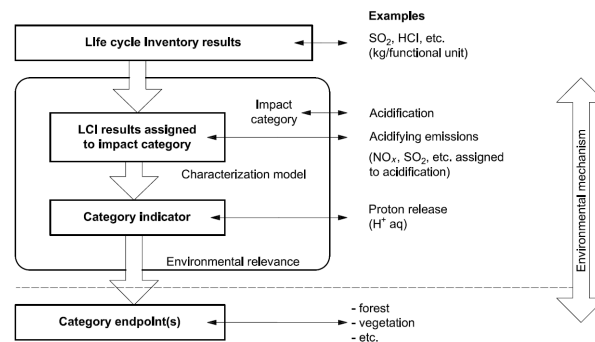 Examples
LIfe cycle Inventory results
SO2, HCI, etc.
(kg/functional unit)
Impact
category
Acidification
LCI results assigned
to impact category
Acidifying emissions
(NOx, SO2, etc. assigned
to acidification)
Characterization model
Category indicator
Proton release
(H+ aq)
Environmental relevance
Environmental mechanism
Category endpoint(s)
- forest
- vegetation
- etc.